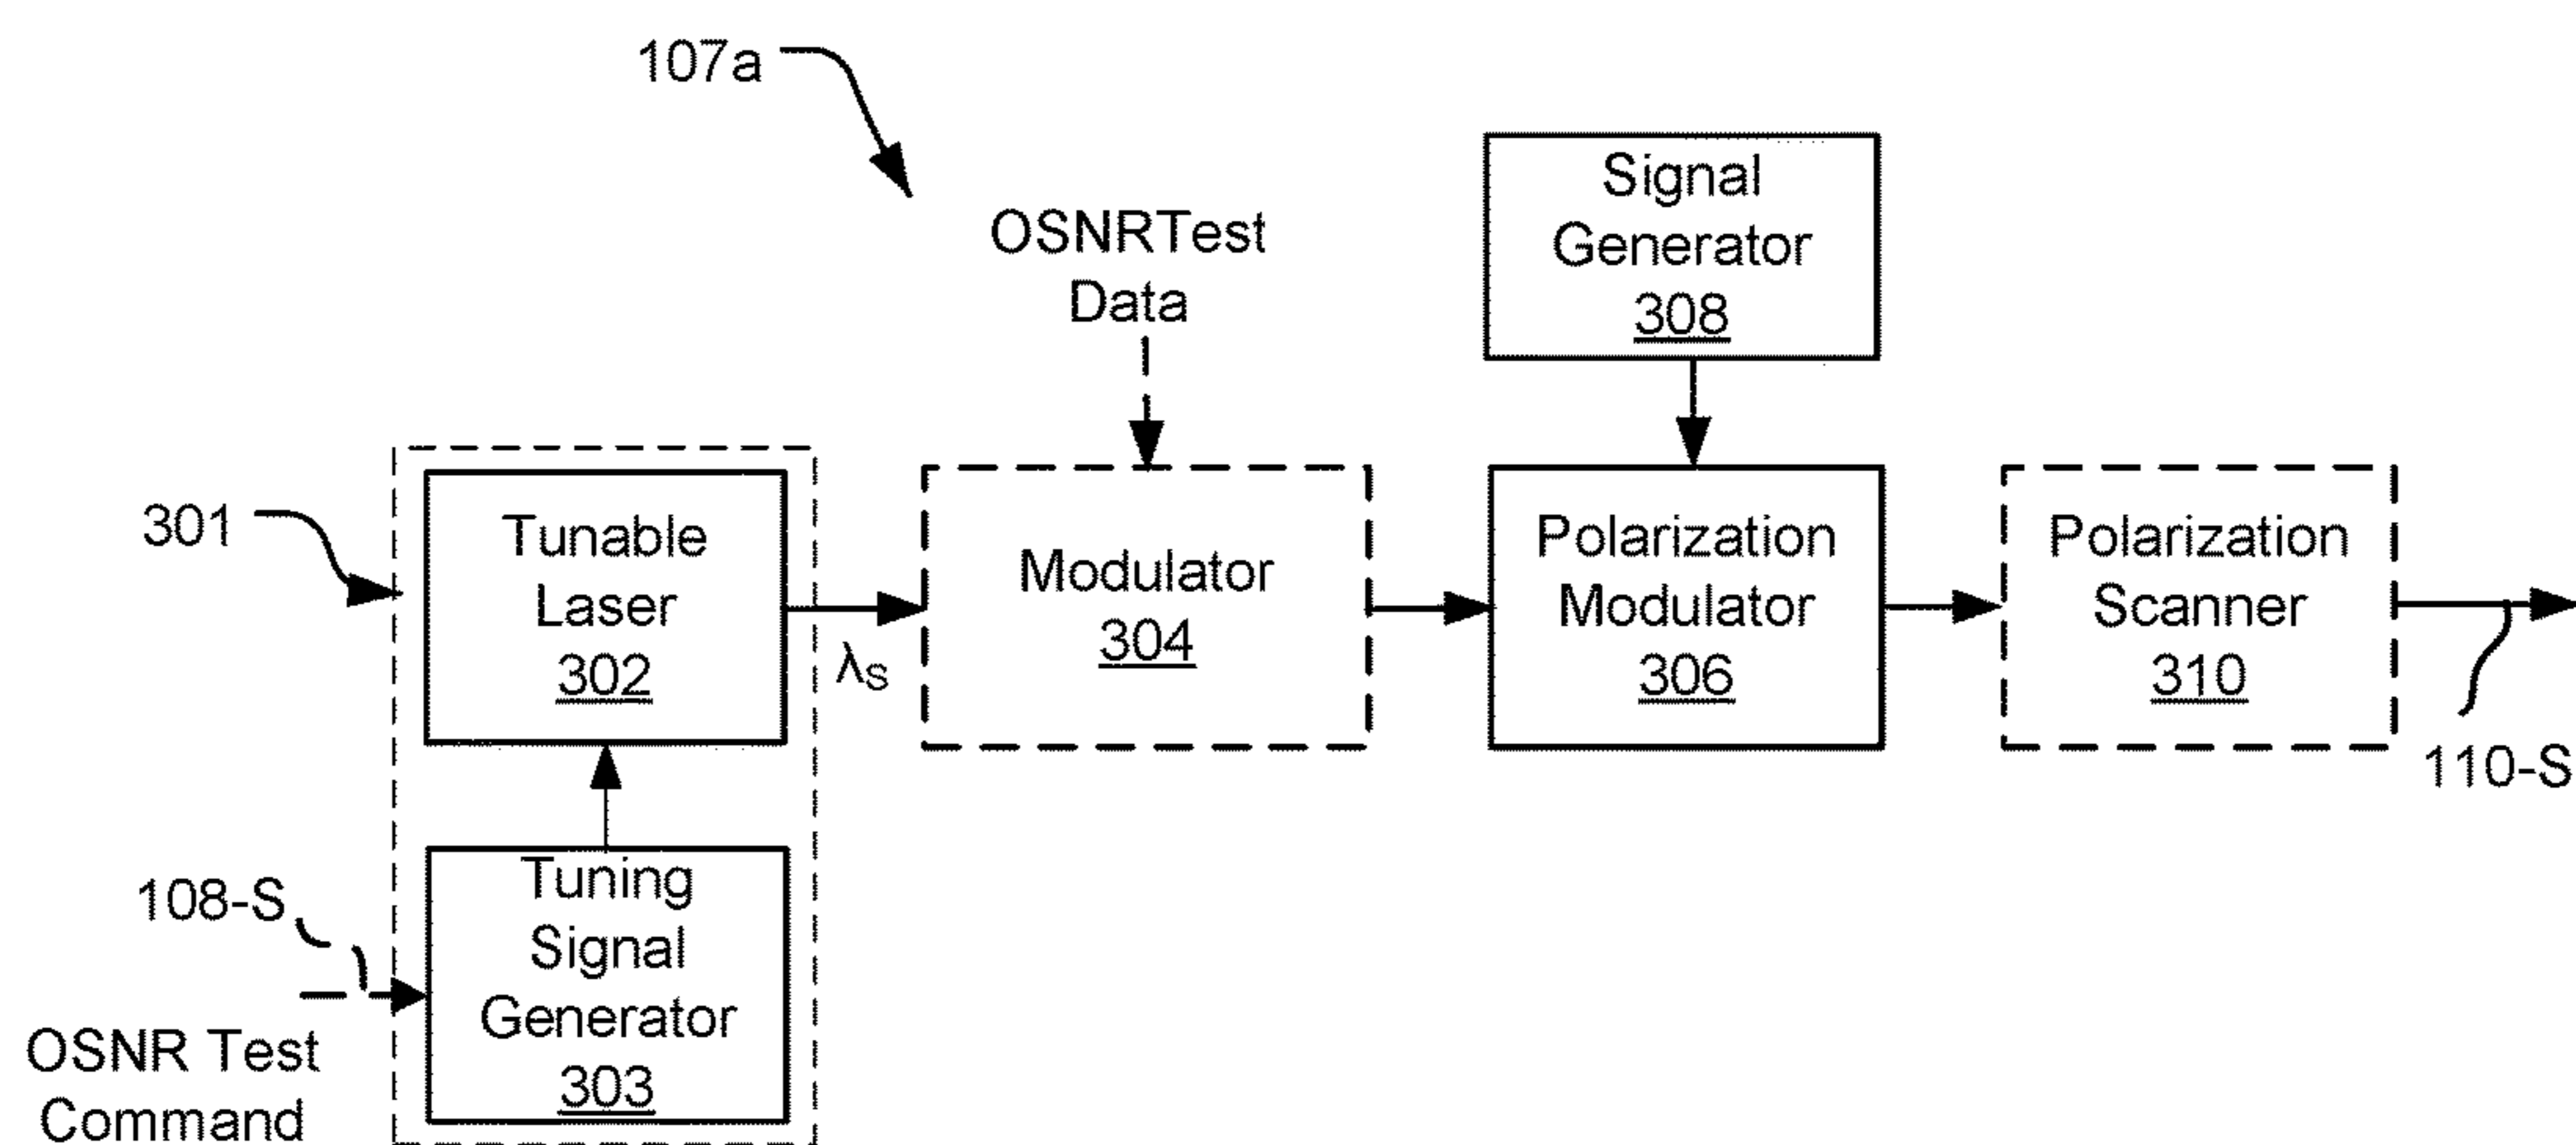 107a
OSNRTest
Data
Signal
Generator
308
301
Tunable
Laser
302
λS
Modulator
304
Polarization
Modulator
306
Polarization
Scanner
310
110-S
108-S
Tuning
Signal
Generator
303
OSNR Test
Command